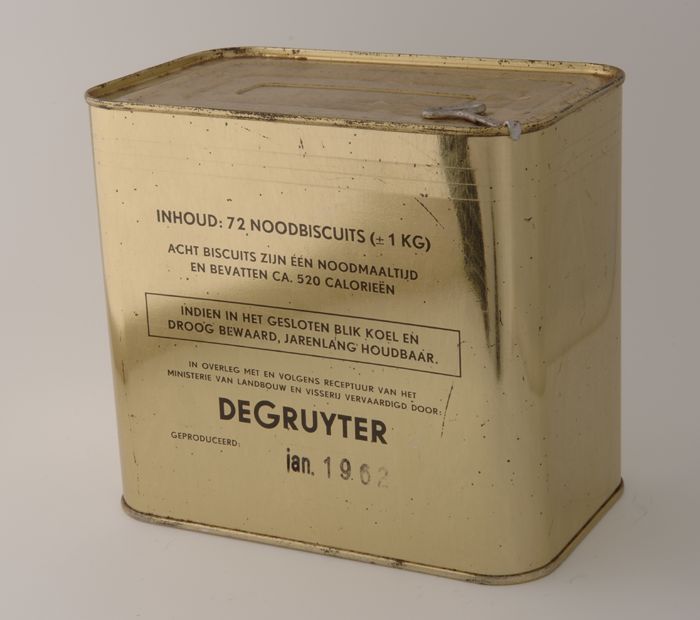 INHOUD: 72 NOODBISCUITS (± 1 KG)
ACHT BISCUITS ZIJN ÉÉN NOODMAALTIJD
EN BEVATTEN CA. 520 CALORIEËN
INDIEN IN HET GESLOTEN BLIK KOEL EN
DROOG BEWAARD, JARENLANG HOUDBAAR.
IN OVERLEG MET EN VOLGENS RECEPTUUR VAN HET
MINISTERIE VAN LANDBOUW EN VISSERIJ VERVAARDIGD DOOR:
DEGRUYTER
GEPRODUCEERD:
jan. 1962